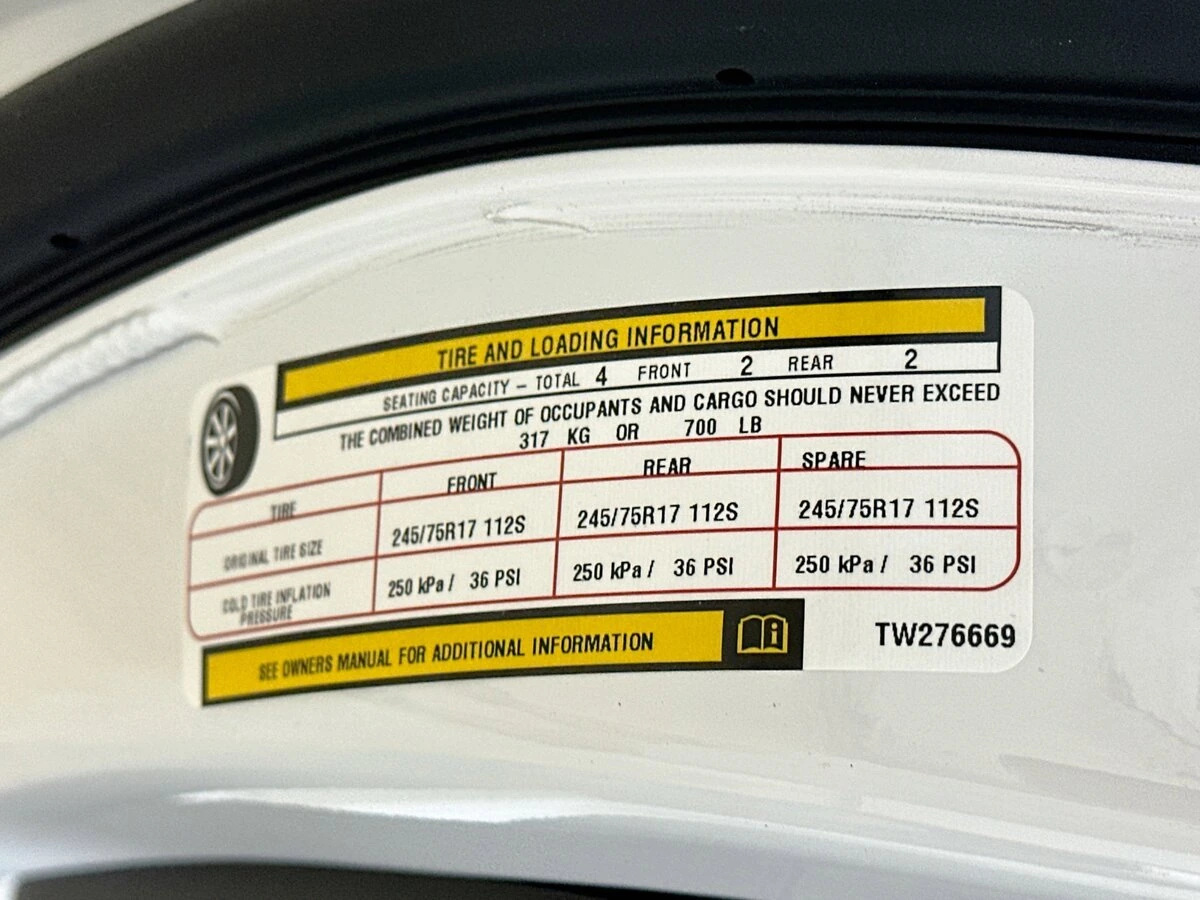 TIRE AND LOADING INFORMATION
SEATING CAPACITY – TOTAL 4 FRONT 2 REAR 2
THE COMBINED WEIGHT OF OCCUPANTS AND CARGO SHOULD NEVER EXCEED
317 KG OR 700 LB
TIRE FRONT REAR SPARE
ORIGINAL TIRE SIZE 245/75R17 112S 245/75R17 112S 245/75R17 112S
COLD TIRE INFLATION PRESSURE 250 kPa / 36 PSI 250 kPa / 36 PSI 250 kPa / 36 PSI
SEE OWNERS MANUAL FOR ADDITIONAL INFORMATION
TW276669